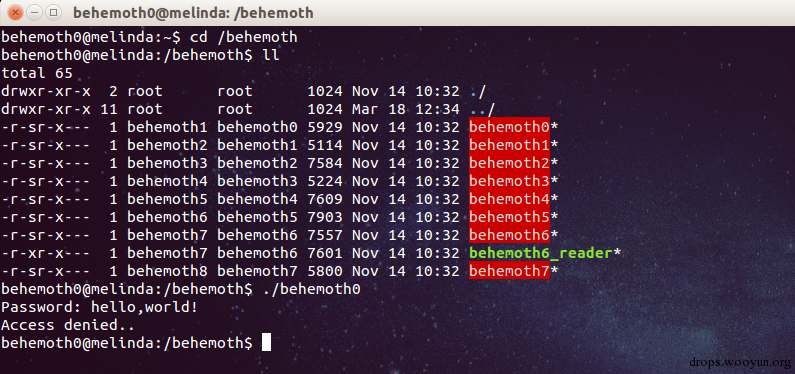 behemoth0@melinda: /behemoth
behemoth0@melinda:~$ cd /behemoth
behemoth0@melinda:/behemoth$ ll
total 65
drwxr-xr-x  2 root      root      1024 Nov 14 10:32 ./
drwxr-xr-x 11 root      root      1024 Mar 18 12:34 ../
-r-sr-x---  1 behemoth1 behemoth0 5929 Nov 14 10:32 behemoth0*
-r-sr-x---  1 behemoth2 behemoth1 5114 Nov 14 10:32 behemoth1*
-r-sr-x---  1 behemoth3 behemoth2 7584 Nov 14 10:32 behemoth2*
-r-sr-x---  1 behemoth4 behemoth3 5224 Nov 14 10:32 behemoth3*
-r-sr-x---  1 behemoth5 behemoth4 7609 Nov 14 10:32 behemoth4*
-r-sr-x---  1 behemoth6 behemoth5 7903 Nov 14 10:32 behemoth5*
-r-sr-x---  1 behemoth7 behemoth6 7557 Nov 14 10:32 behemoth6*
-r-xr-x---  1 behemoth7 behemoth6 7601 Nov 14 10:32 behemoth6_reader*
-r-sr-x---  1 behemoth8 behemoth7 5800 Nov 14 10:32 behemoth7*
behemoth0@melinda:/behemoth$ ./behemoth0
Password: hello,world!
Access denied..
behemoth0@melinda:/behemoth$
drops.wooyun.org